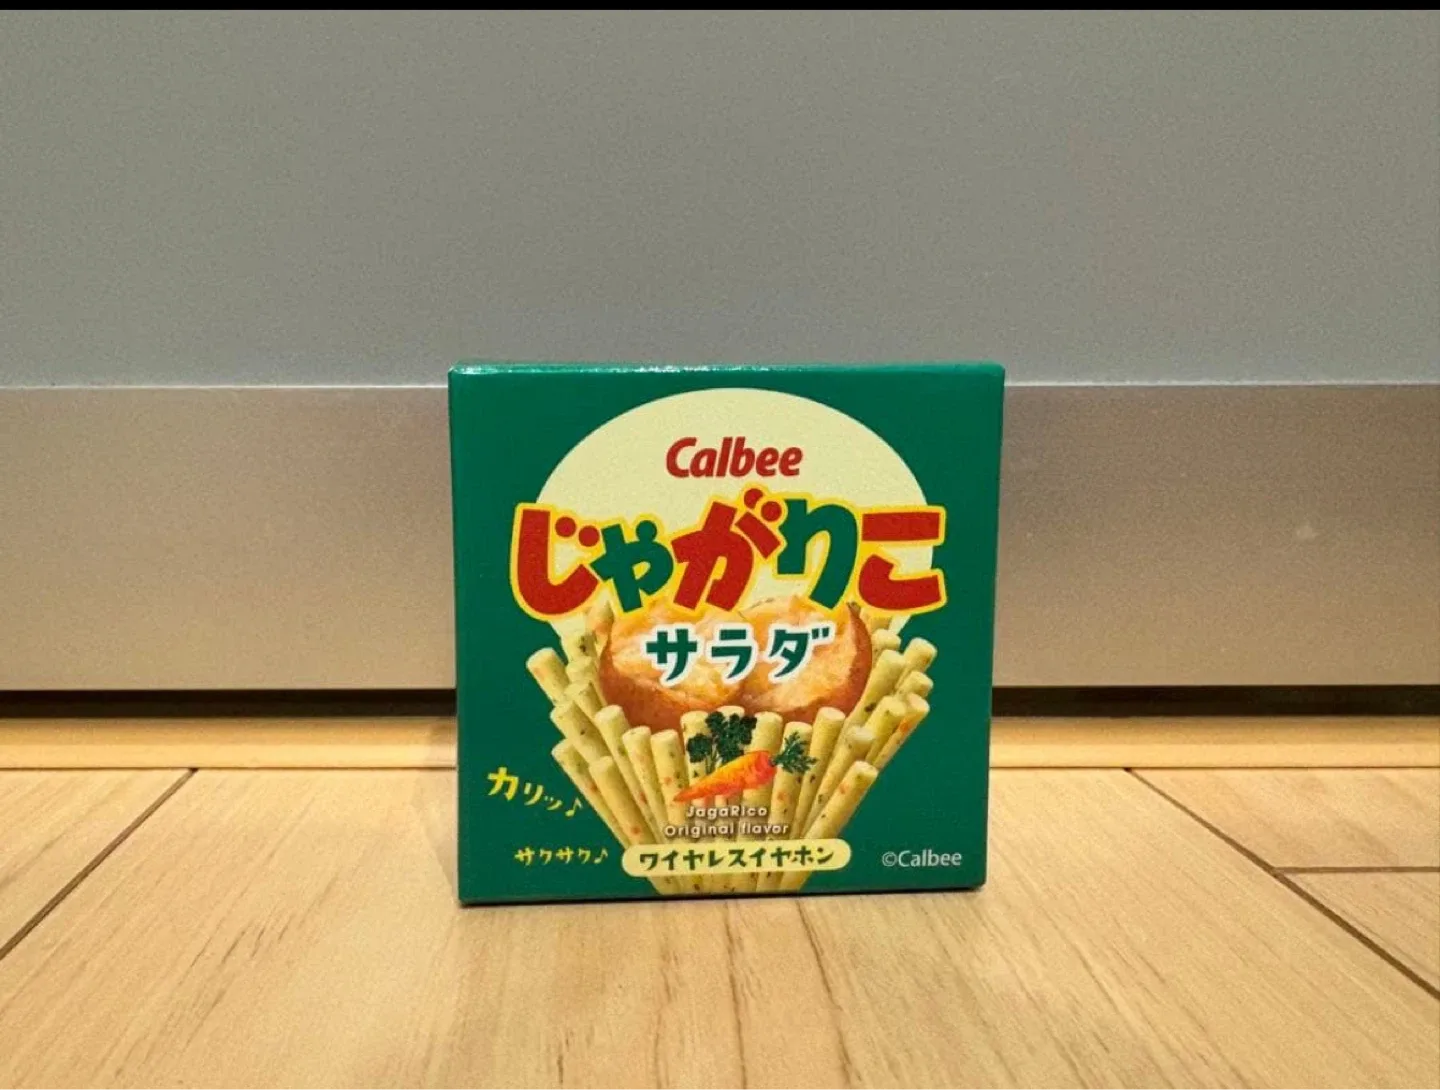 Calbee
じゃがりこ
サラダ
カリッ♪
JagaRico
Original flavor
サクサク♪
ワイヤレスイヤホン
©Calbee